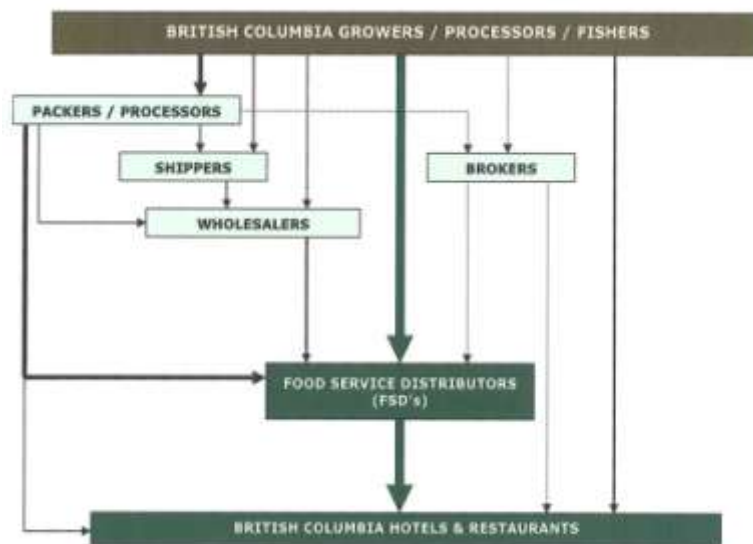 BRITISH COLUMBIA GROWERS / PROCESSORS / FISHERS
PACKERS / PROCESSORS
SHIPPERS
BROKERS
WHOLESALERS
FOOD SERVICE DISTRIBUTORS
(FSD's)
BRITISH COLUMBIA HOTELS & RESTAURANTS